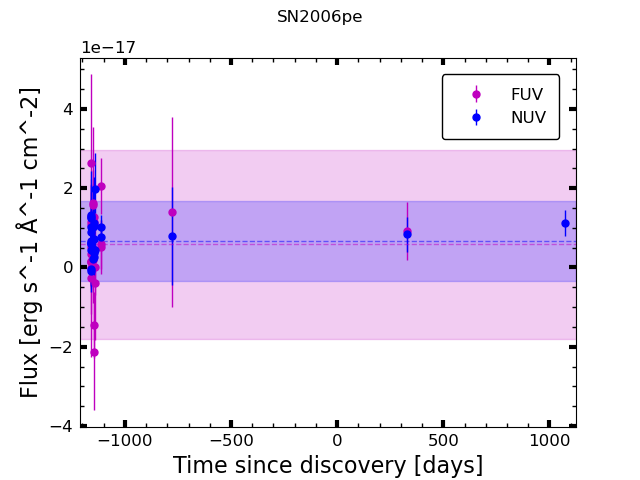 SN2006pe
1e−17
FUV
NUV
4
2
0
−2
−4
Flux [erg s^-1 Å^-1 cm^-2]
−1000
−500
0
500
1000
Time since discovery [days]